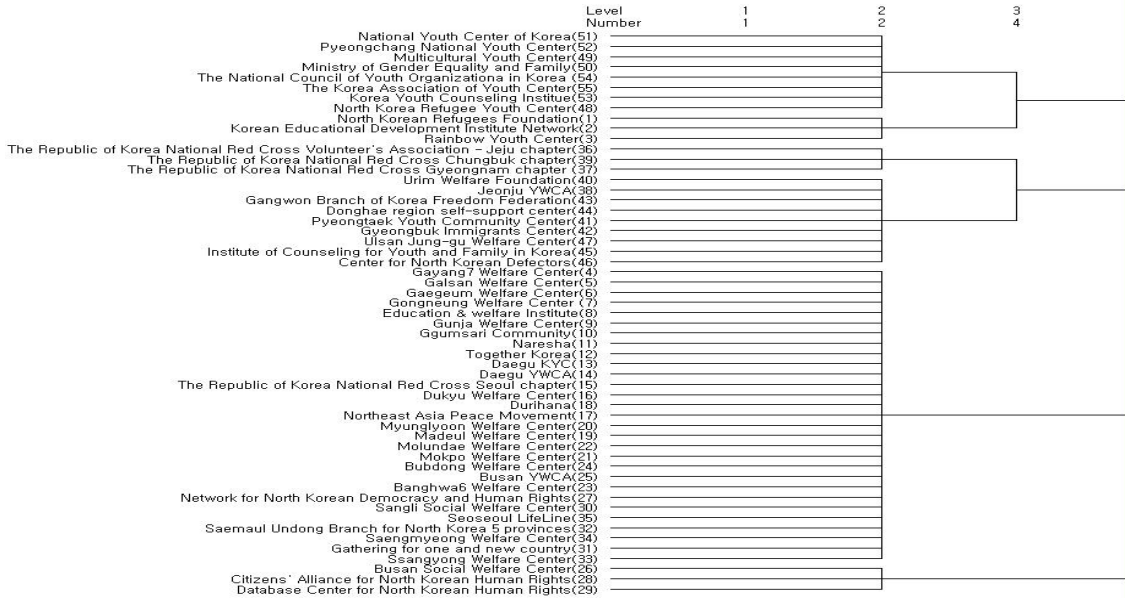 Level 1 2 3
Number 1 2 4
National Youth Center of Korea(51)
Pyeongchang National Youth Center(52)
Multicultural Youth Center(49)
Ministry of Gender Equality and Family(50)
The National Council of Youth Organizationa in Korea (54)
The Korea Association of Youth Center(55)
Korea Youth Counseling Institue(53)
North Korea Refugee Youth Center(48)
North Korean Refugees Foundation(1)
Korean Educational Development Institute Network(2)
Rainbow Youth Center(3)
The Republic of Korea National Red Cross Volunteer's Association - Jeju chapter(36)
The Republic of Korea National Red Cross Chungbuk chapter(39)
The Republic of Korea National Red Cross Gyeongnam chapter (37)
Urim Welfare Foundation(40)
Jeonju YWCA(38)
Gangwon Branch of Korea Freedom Federation(43)
Donghae region self-support center(44)
Pyeongtaek Youth Community Center(41)
Gyeongbuk Immigrants Center(42)
Ulsan Jung-gu Welfare Center(47)
Institute of Counseling for Youth and Family in Korea(45)
Center for North Korean Defectors(46)
Gayang7 Welfare Center(4)
Galsan Welfare Center(5)
Gaegeum Welfare Center(6)
Gongneung Welfare Center (7)
Education & welfare Institute(8)
Gunja Welfare Center(9)
Ggumsari Community(10)
Naresha(11)
Together Korea(12)
Daegu KYC(13)
Daegu YWCA(14)
The Republic of Korea National Red Cross Seoul chapter(15)
Dukyu Welfare Center(16)
Durihana(18)
Northeast Asia Peace Movement(17)
Myunglyoon Welfare Center(20)
Madeul Welfare Center(19)
Molundae Welfare Center(22)
Mokpo Welfare Center(21)
Bubdong Welfare Center(24)
Busan YWCA(25)
Banghwa6 Welfare Center(23)
Network for North Korean Democracy and Human Rights(27)
Sangli Social Welfare Center(30)
Seoseoul LifeLine(35)
Saemaul Undong Branch for North Korea 5 provinces(32)
Saengmyeong Welfare Center(34)
Gathering for one and new country(31)
Ssangyong Welfare Center(33)
Busan Social Welfare Center(26)
Citizens' Alliance for North Korean Human Rights(28)
Database Center for North Korean Human Rights(29)